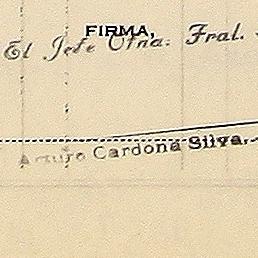 FIRMA,
El Jefe Ofna. Fral.
Arturo Cardona Silva.